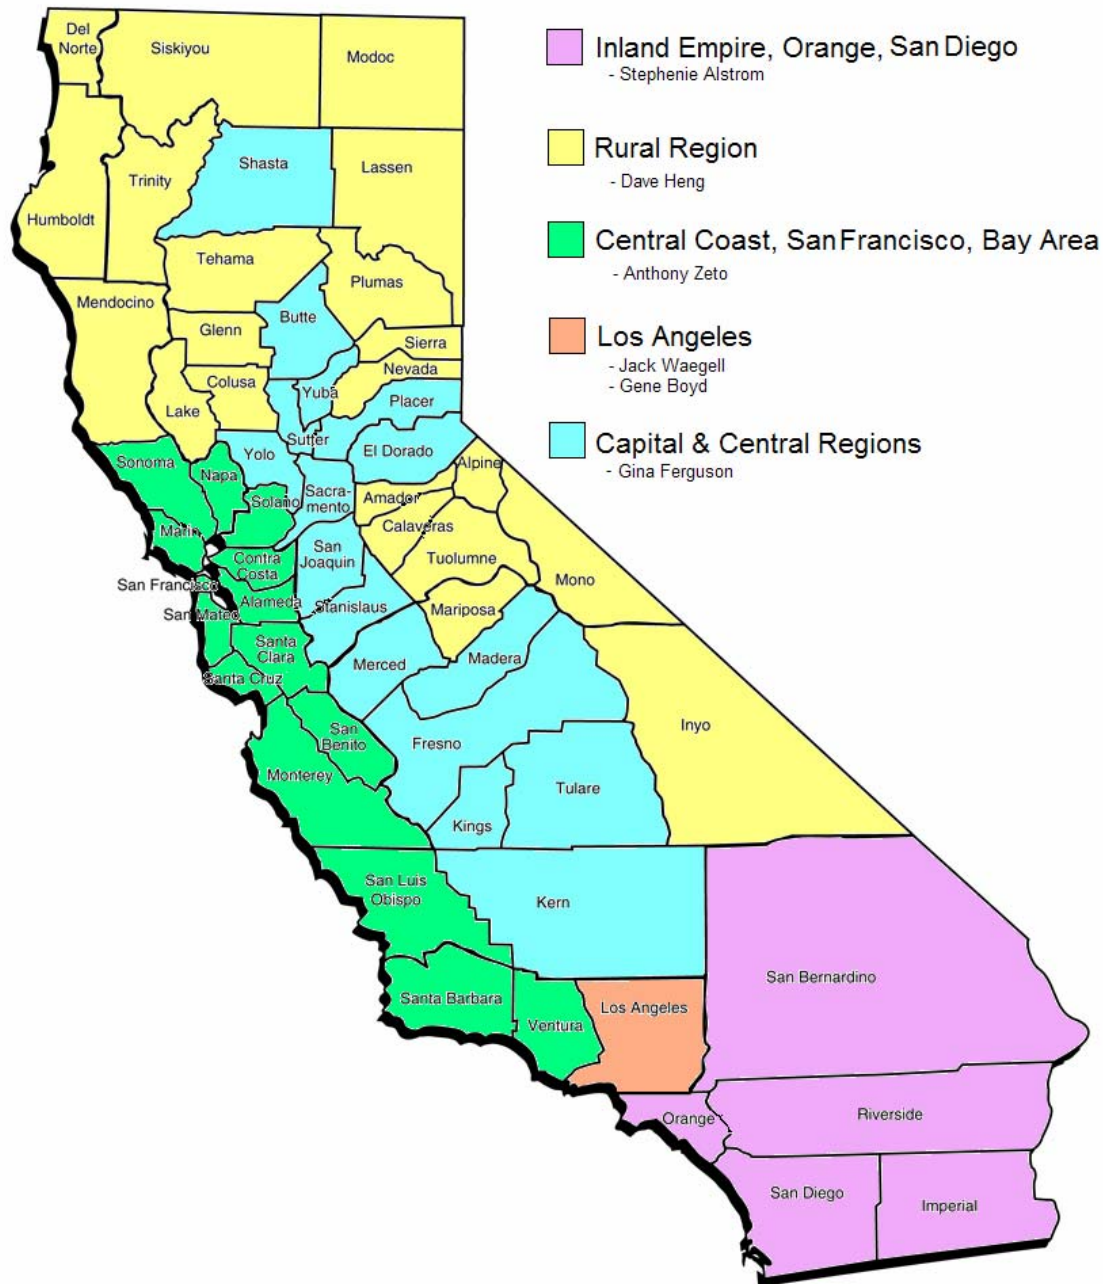 Del
Norte
Siskiyou
Modoc
Inland Empire, Orange, San Diego
- Stephenie Alstrom
Shasta
Lassen
Trinity
Humboldt
Rural Region
- Dave Heng
Tehama
Plumas
Mendocino
Butte
Glenn
Sierra
Central Coast, San Francisco, Bay Area
- Anthony Zeto
Nevada
Colusa
Yuba
Placer
Lake
Sutter
Los Angeles
- Jack Waegell
- Gene Boyd
El Dorado
Yolo
Sonoma
Napa
Alpine
Capital & Central Regions
- Gina Ferguson
Sacra-
mento
Solano
Amador
Calaveras
Marin
San
Joaquin
Tuolumne
Contra
Costa
Mono
San Francisco
Alameda
Stanislaus
Mariposa
San Mateo
Santa
Clara
Merced
Madera
Santa Cruz
Inyo
San
Benito
Fresno
Monterey
Tulare
Kings
San Luis
Obispo
Kern
San Bernardino
Santa Barbara
Ventura
Los Angeles
Orange
Riverside
San Diego
Imperial